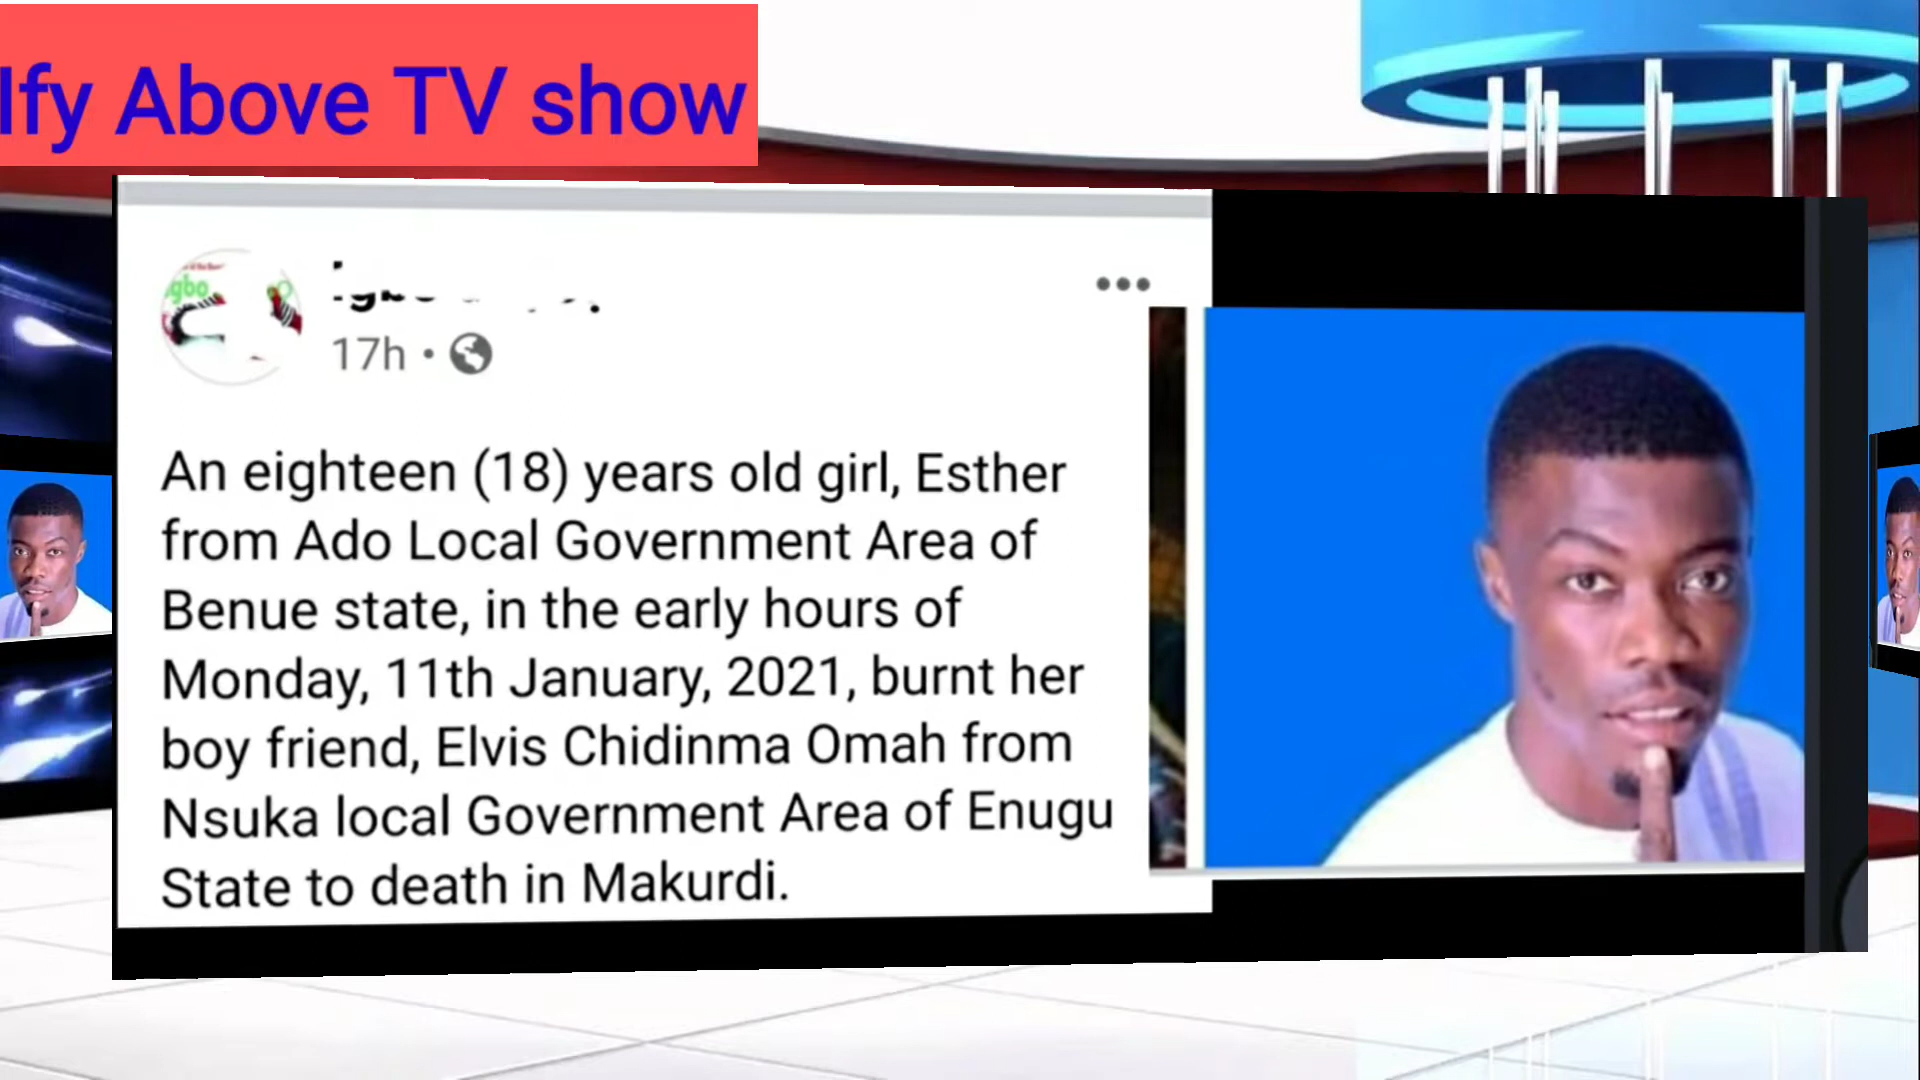 Ify Above TV show
gbo
17h
An eighteen (18) years old girl, Esther
from Ado Local Government Area of
Benue state, in the early hours of
Monday, 11th January, 2021, burnt her
boy friend, Elvis Chidinma Omah from
Nsuka local Government Area of Enugu
State to death in Makurdi.